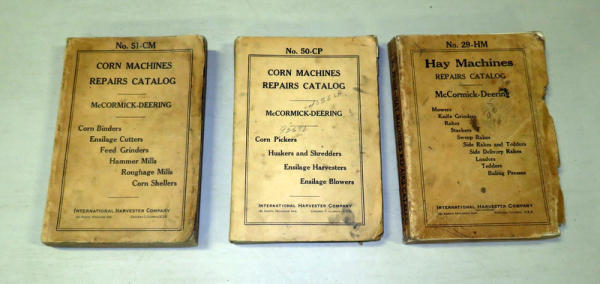 No. 51-CM
CORN MACHINES
REPAIRS CATALOG
McCORMICK-DEERING
Corn Binders
Ensilage Cutters
Feed Grinders
Hammer Mills
Roughage Mills
Corn Shellers
INTERNATIONAL HARVESTER COMPANY
No. 50-CP
CORN MACHINES
REPAIRS CATALOG
McCORMICK-DEERING
Corn Pickers
Huskers and Shredders
Ensilage Harvesters
Ensilage Blowers
INTERNATIONAL HARVESTER COMPANY
No. 29-HM
Hay Machines
REPAIRS CATALOG
McCormick-Deering
Mowers
Knife Grinders
Rakes
Stackers
Sweep Rakes
Side Rakes and Tedders
Side Delivery Rakes
Loaders
Tedders
Baling Presses
INTERNATIONAL HARVESTER COMPANY